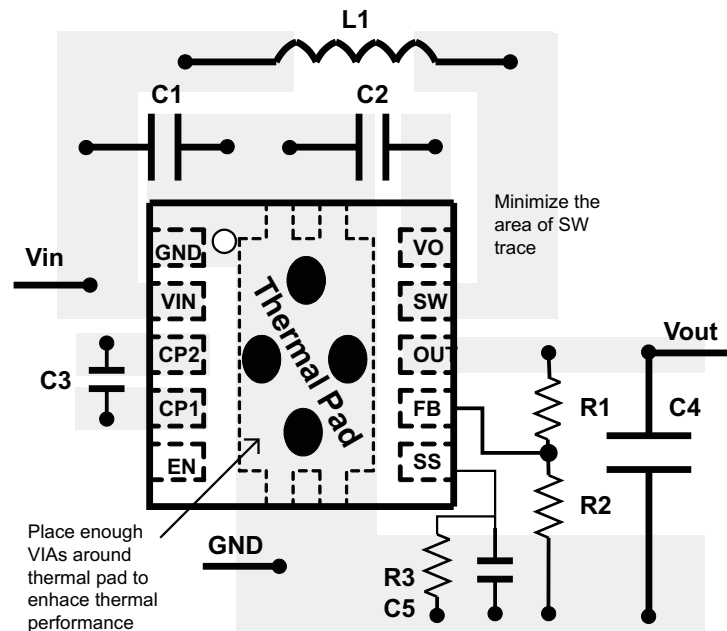 L1
C1
C2
Minimize the
area of SW
trace
Vin
GND
VO
VIN
SW
Thermal Pad
Vout
CP2
OUT
C3
CP1
FB
R1
C4
EN
SS
R2
Place enough
VIAs around
thermal pad to
enhace thermal
performance
GND
R3
C5